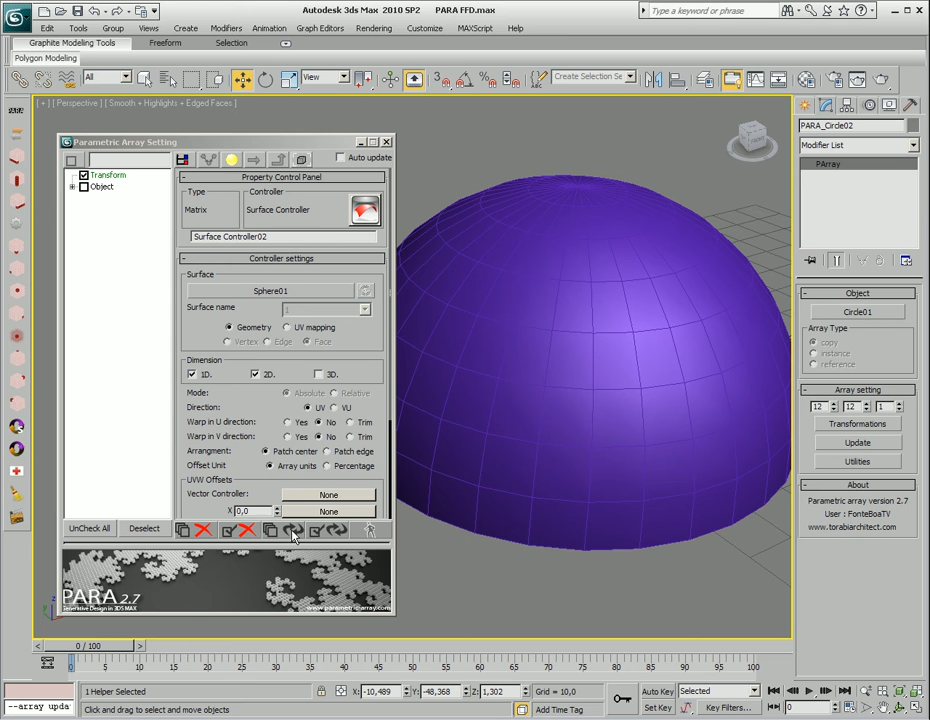 Autodesk 3ds Max 2010 SP2 PARA FFD.max
Type a keyword or phrase
Edit Tools Group Views Create Modifiers Animation Graph Editors Rendering Customize MAXScript Help
Graphite Modeling Tools Freeform Selection
Polygon Modeling
All View Create Selection Se
[ + ] [ Perspective ] [ Smooth + Highlights + Edged Faces ]
Parametric Array Setting
Auto update
Transform
Object
Property Control Panel
Type Controller
Matrix Surface Controller
Surface Controller02
Controller settings
Surface
Sphere01
Surface name 1
Geometry UV mapping
Vertex Edge Face
Dimension
1D. 2D. 3D.
Mode: Absolute Relative
Direction: UV VU
Warp in U direction: Yes No Trim
Warp in V direction: Yes No Trim
Arrangment: Patch center Patch edge
Offset Unit Array units Percentage
UVW Offsets
Vector Controller: None
X 0,0 None
UnCheck All Deselect
PARA 2.7
Generative Design in 3DS MAX
www.parametric-array.com
PARA
PARA_Circle02
Modifier List
PArray
Object
Circle01
Array Type
copy
instance
reference
Array setting
12 12 1
Transformations
Update
Utilities
About
Parametric array version 2.7
User : FonteBoaTV
www.torabiarchitect.com
0 / 100
0 5 10 15 20 25 30 35 40 45 50 55 60 65 70 75 80 85 90 95 100
1 Helper Selected X: -10,489 Y: -48,368 Z: 1,302 Grid = 10,0 Auto Key Selected
--array upda Click and drag to select and move objects Add Time Tag Set Key Key Filters... 0